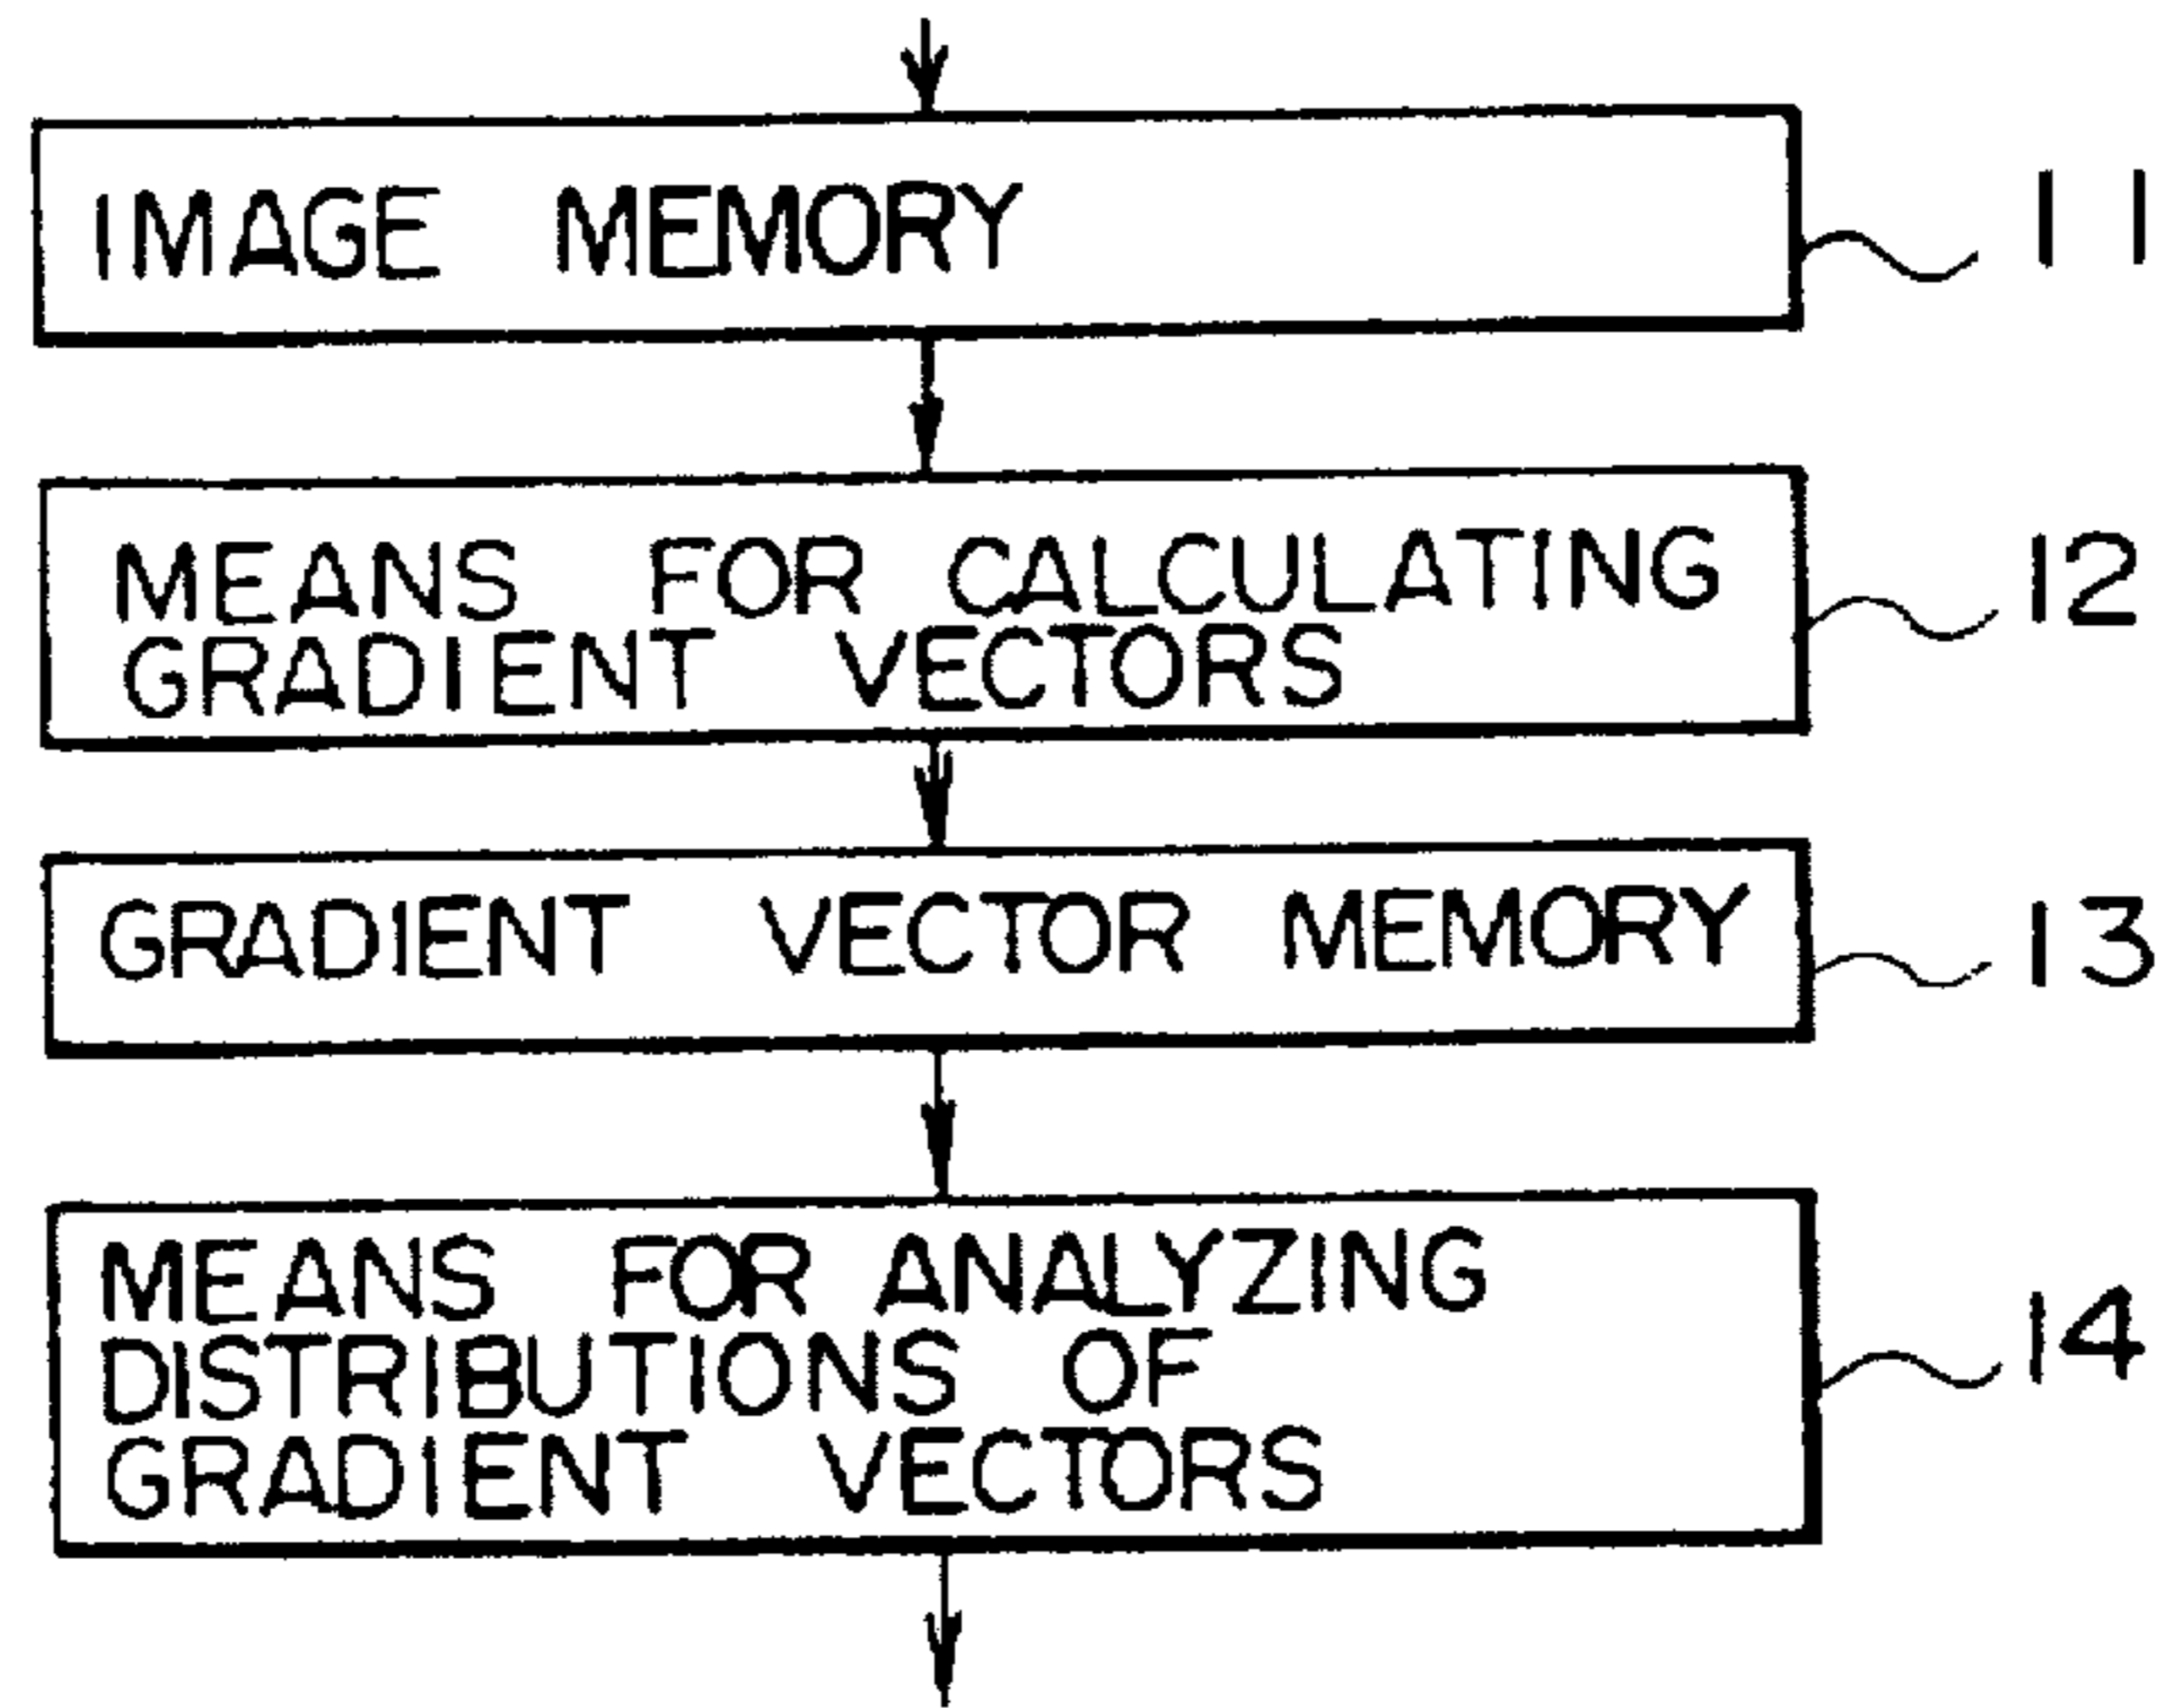 IMAGE MEMORY
11
MEANS FOR CALCULATING
GRADIENT VECTORS
12
GRADIENT VECTOR MEMORY
13
MEANS FOR ANALYZING
DISTRIBUTIONS OF
GRADIENT VECTORS
14